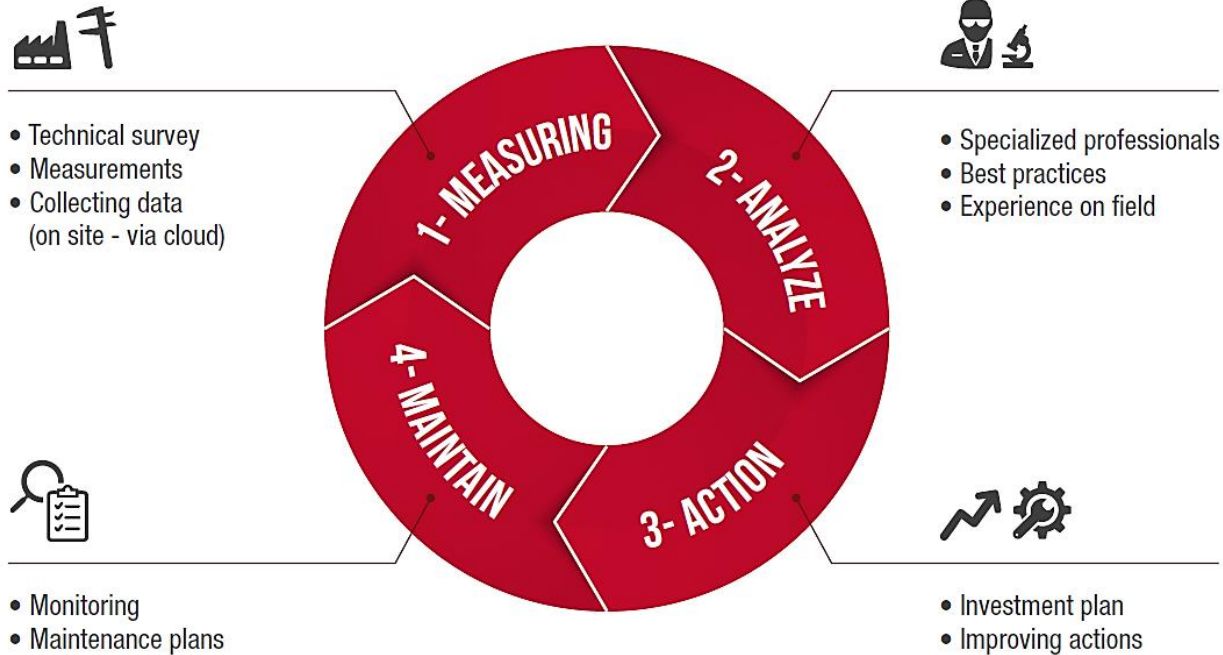 1- MEASURING
• Technical survey
• Measurements
• Collecting data
(on site - via cloud)
2- ANALYZE
• Specialized professionals
• Best practices
• Experience on field
3- ACTION
• Investment plan
• Improving actions
4- MAINTAIN
• Monitoring
• Maintenance plans